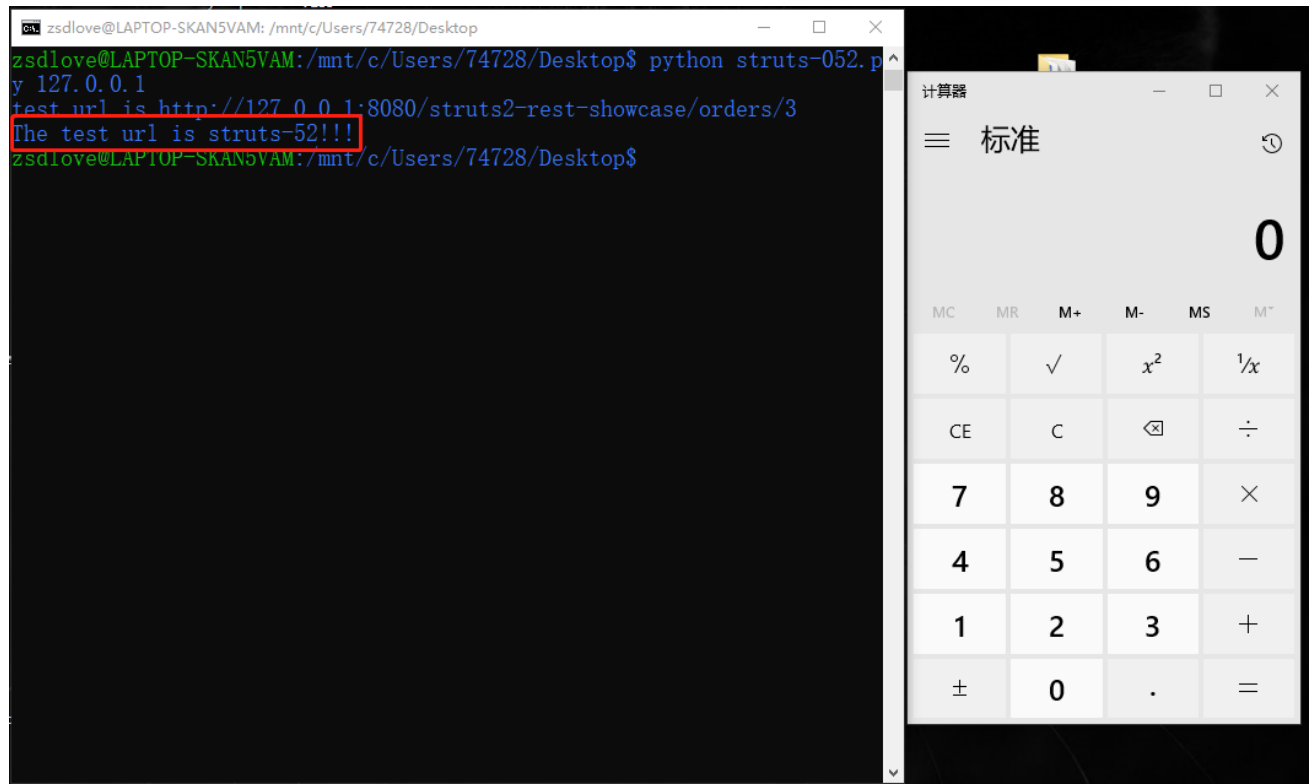 zsdlove@LAPTOP-SKAN5VAM: /mnt/c/Users/74728/Desktop
zsdlove@LAPTOP-SKAN5VAM:/mnt/c/Users/74728/Desktop$ python struts-052.p
y 127.0.0.1
test url is http://127.0.0.1:8080/struts2-rest-showcase/orders/3
The test url is struts-52!!!
zsdlove@LAPTOP-SKAN5VAM:/mnt/c/Users/74728/Desktop$
计算器
标准
0
MC MR M+ M- MS M˅
% √ x² ¹/x
CE C ⌫ ÷
7 8 9 ×
4 5 6 −
1 2 3 +
± 0 . =